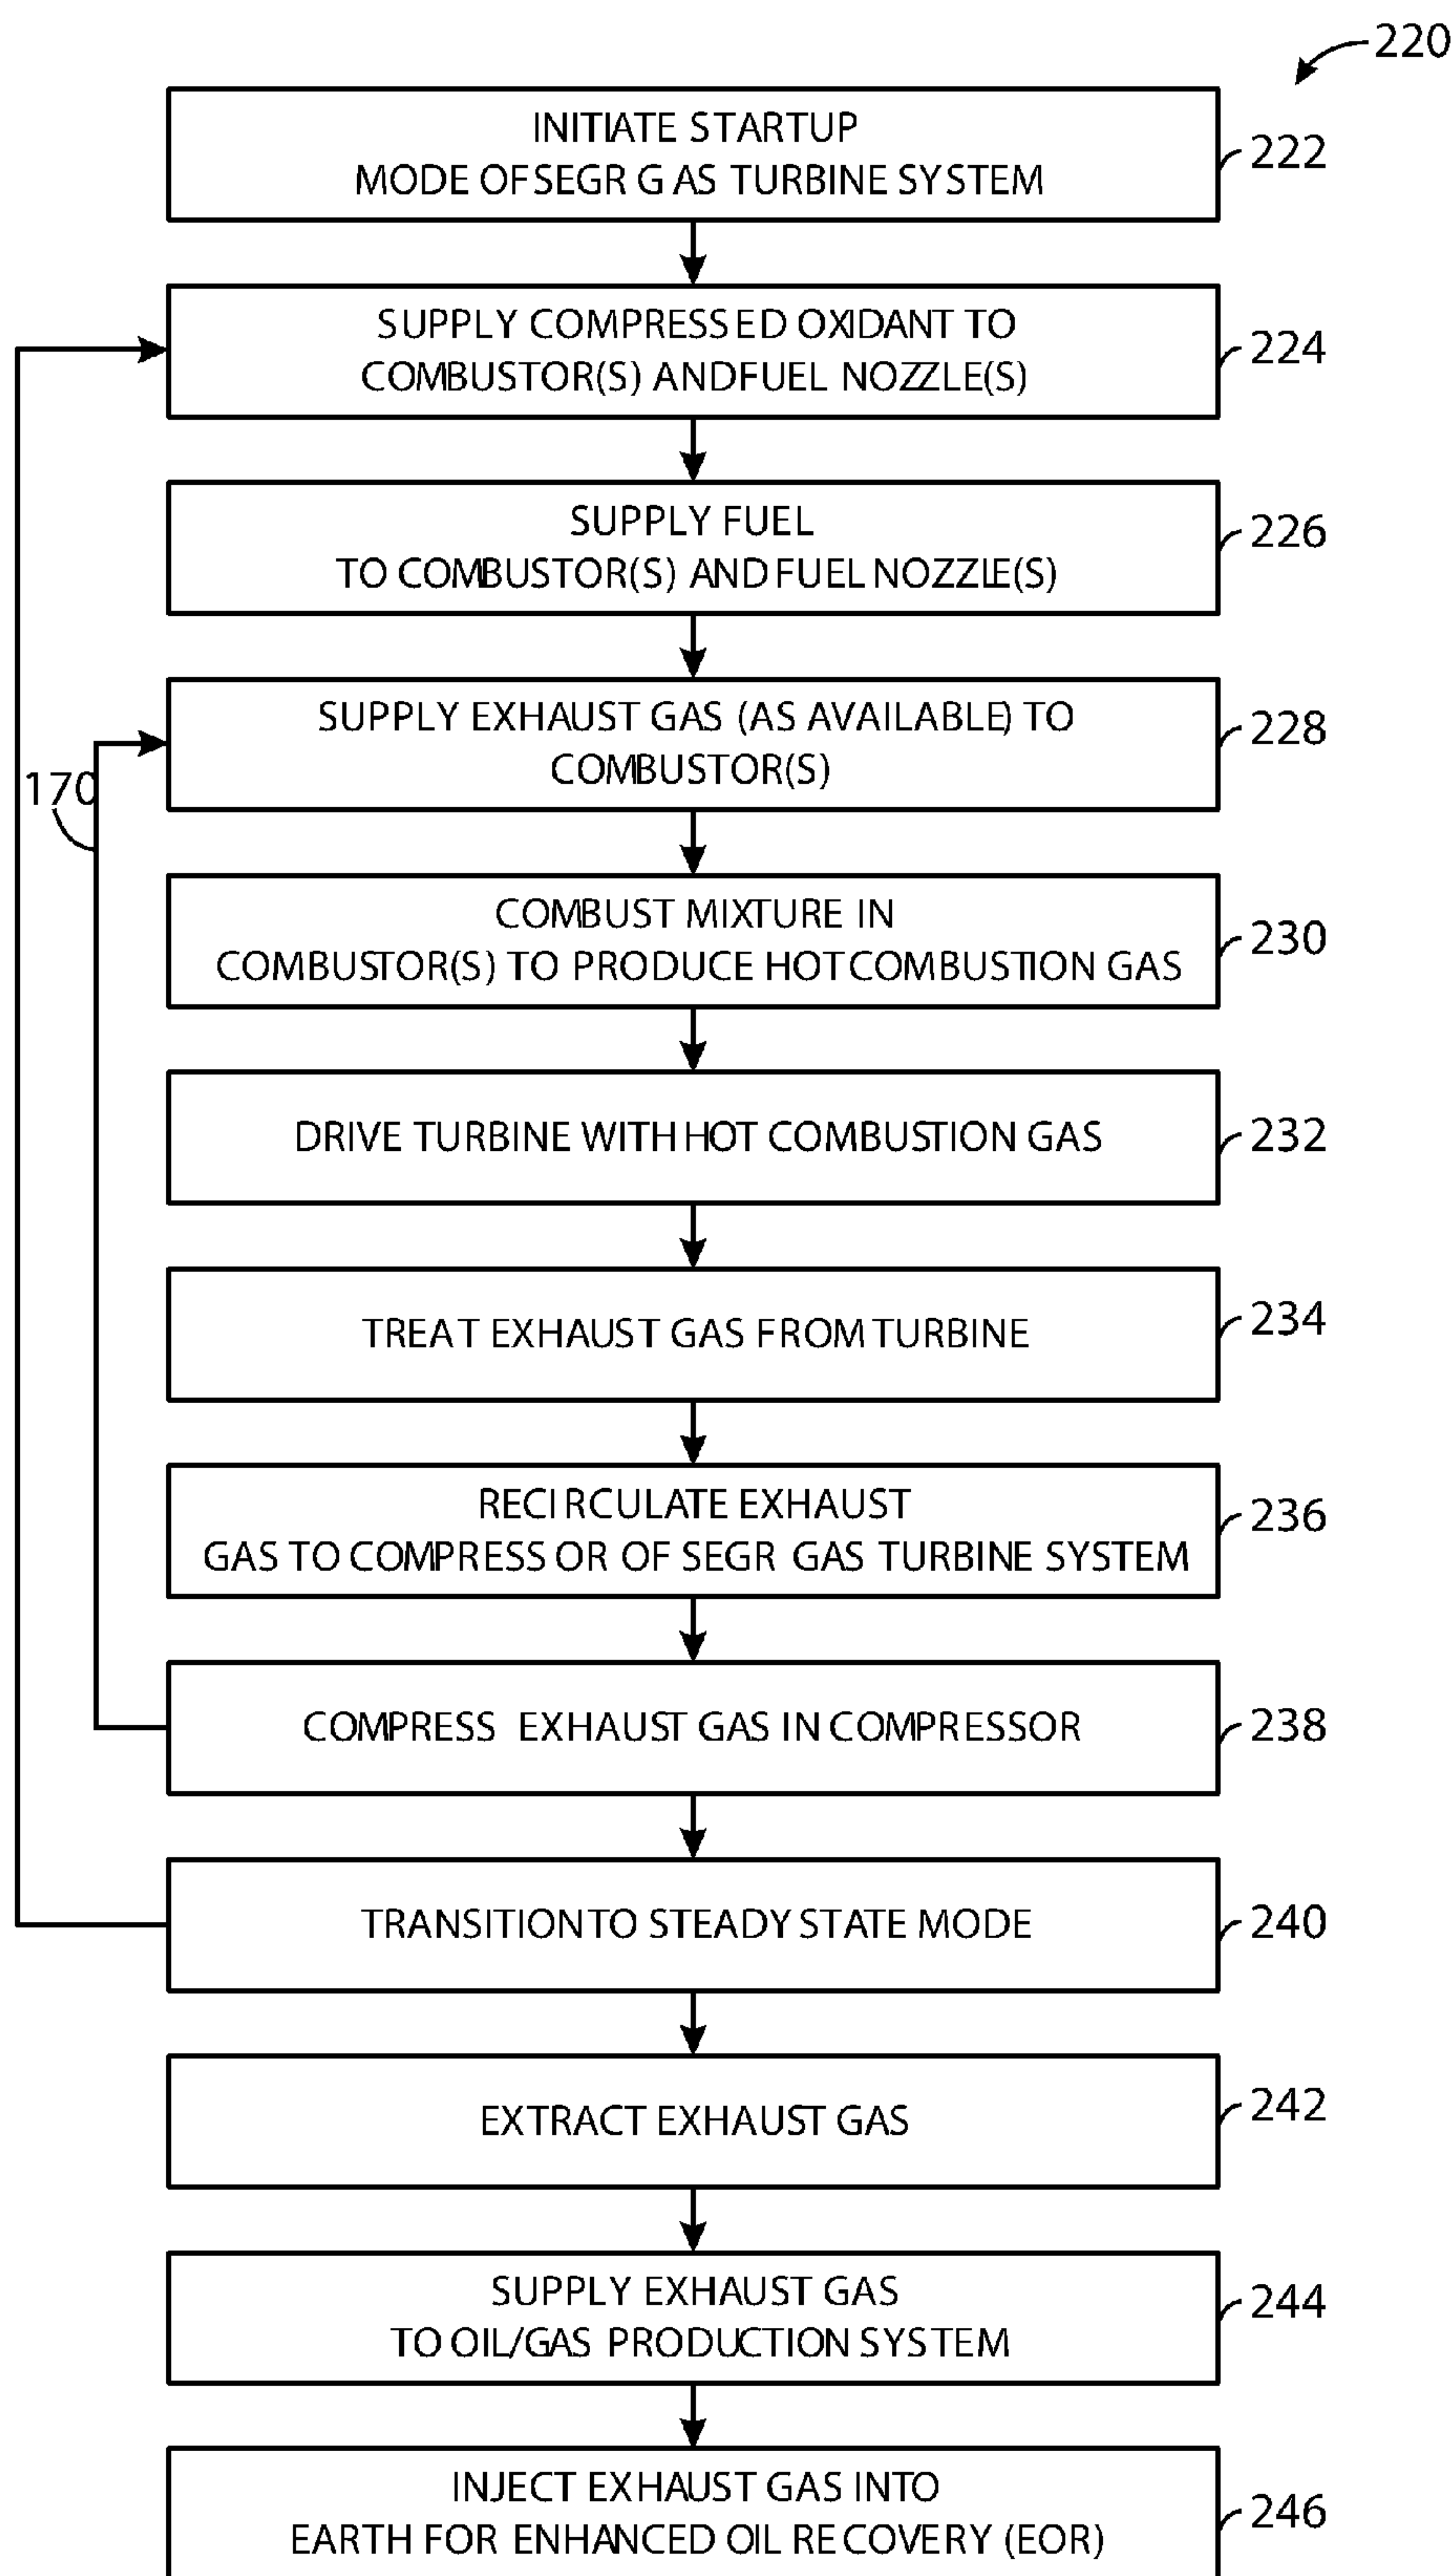 220
INITIATE STARTUP
MODE OF SEGR GAS TURBINE SYSTEM
222
SUPPLY COMPRESSED OXIDANT TO
COMBUSTOR(S) AND FUEL NOZZLE(S)
224
SUPPLY FUEL
TO COMBUSTOR(S) AND FUEL NOZZLE(S)
226
SUPPLY EXHAUST GAS (AS AVAILABLE) TO
COMBUSTOR(S)
228
170
COMBUST MIXTURE IN
COMBUSTOR(S) TO PRODUCE HOT COMBUSTION GAS
230
DRIVE TURBINE WITH HOT COMBUSTION GAS
232
TREAT EXHAUST GAS FROM TURBINE
234
RECIRCULATE EXHAUST
GAS TO COMPRESSOR OF SEGR GAS TURBINE SYSTEM
236
COMPRESS EXHAUST GAS IN COMPRESSOR
238
TRANSITION TO STEADY STATE MODE
240
EXTRACT EXHAUST GAS
242
SUPPLY EXHAUST GAS
TO OIL/GAS PRODUCTION SYSTEM
244
INJECT EXHAUST GAS INTO
EARTH FOR ENHANCED OIL RECOVERY (EOR)
246